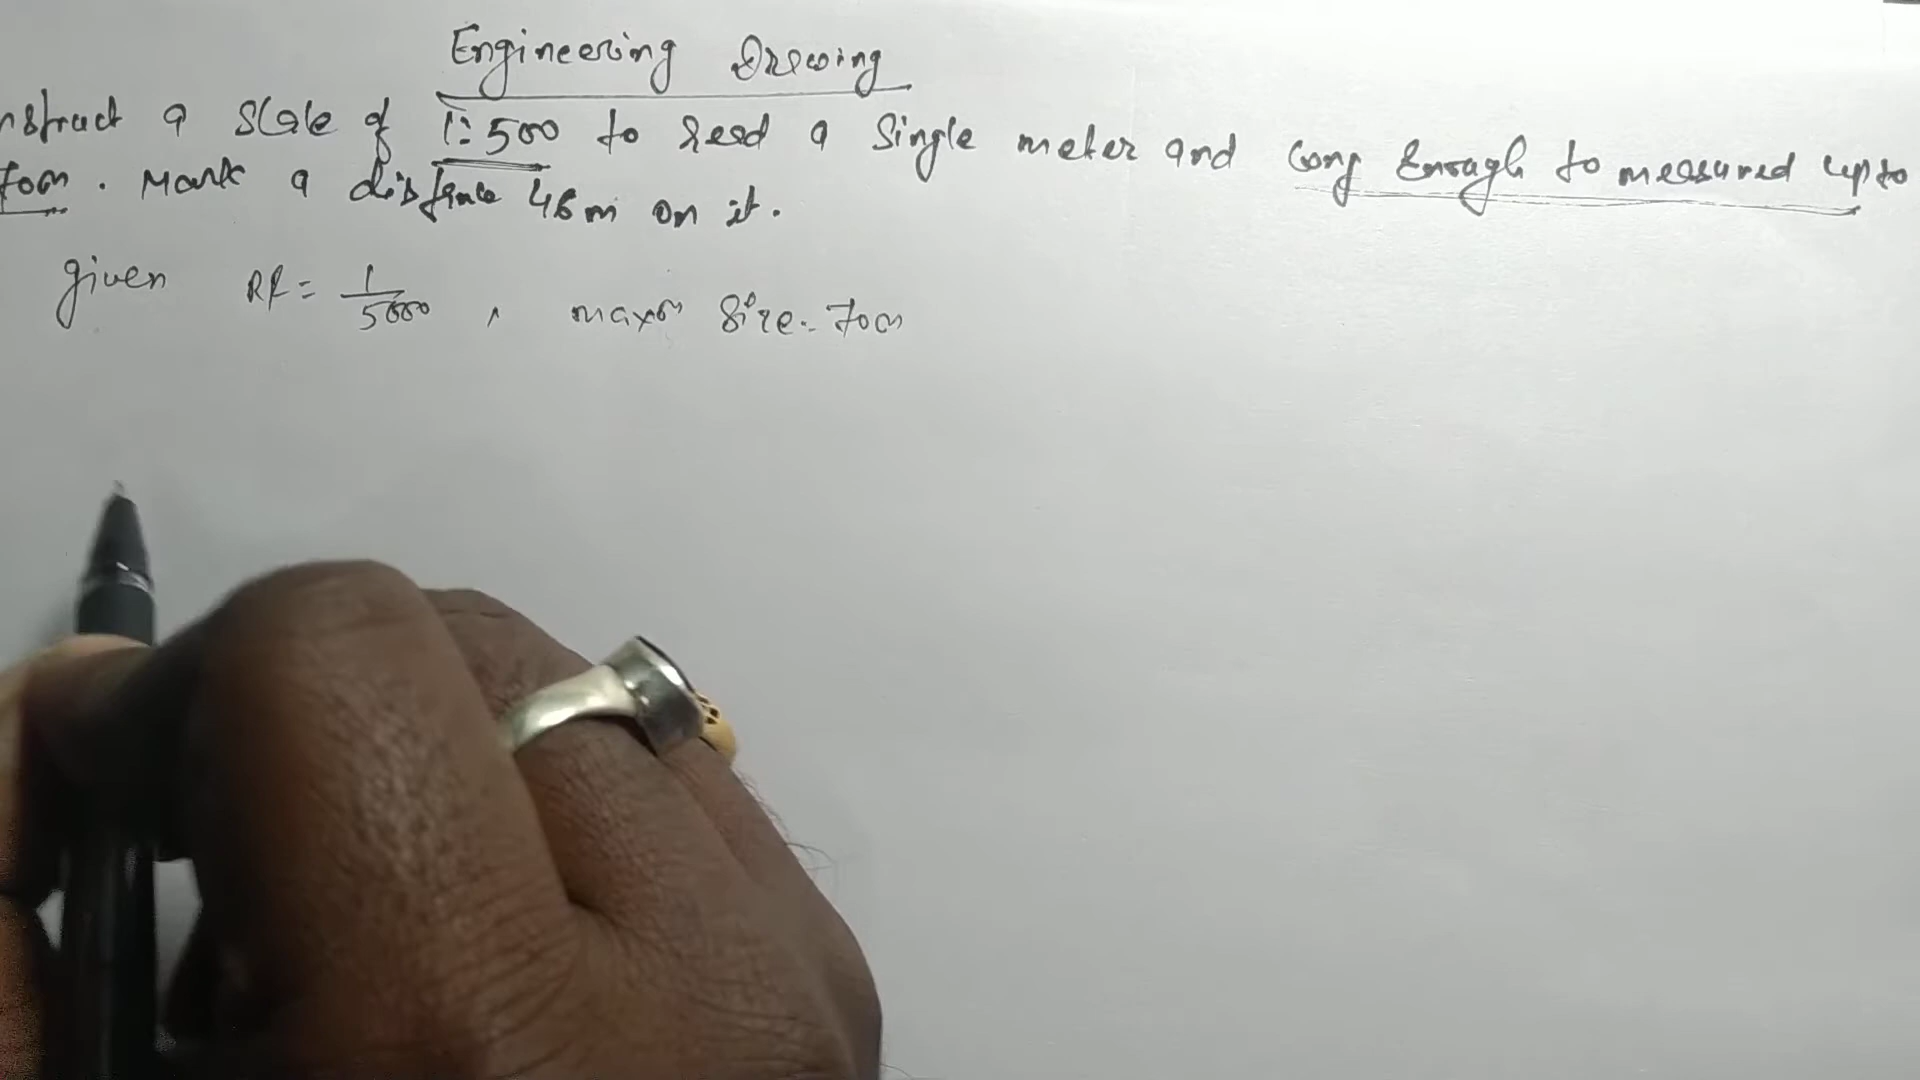 Engineering Drawing
nstruct a Scale of 1:500 to read a Single meter and long Enough to measured upto
70m. Mark a distance 46m on it.
given RF = 1/5000, maxm Size = 70m